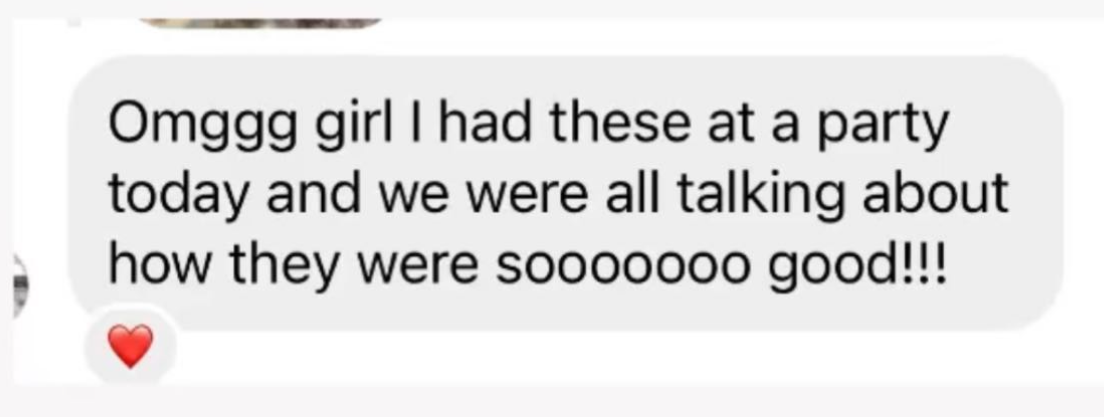 Omggg girl I had these at a party
today and we were all talking about
how they were sooooooo good!!!